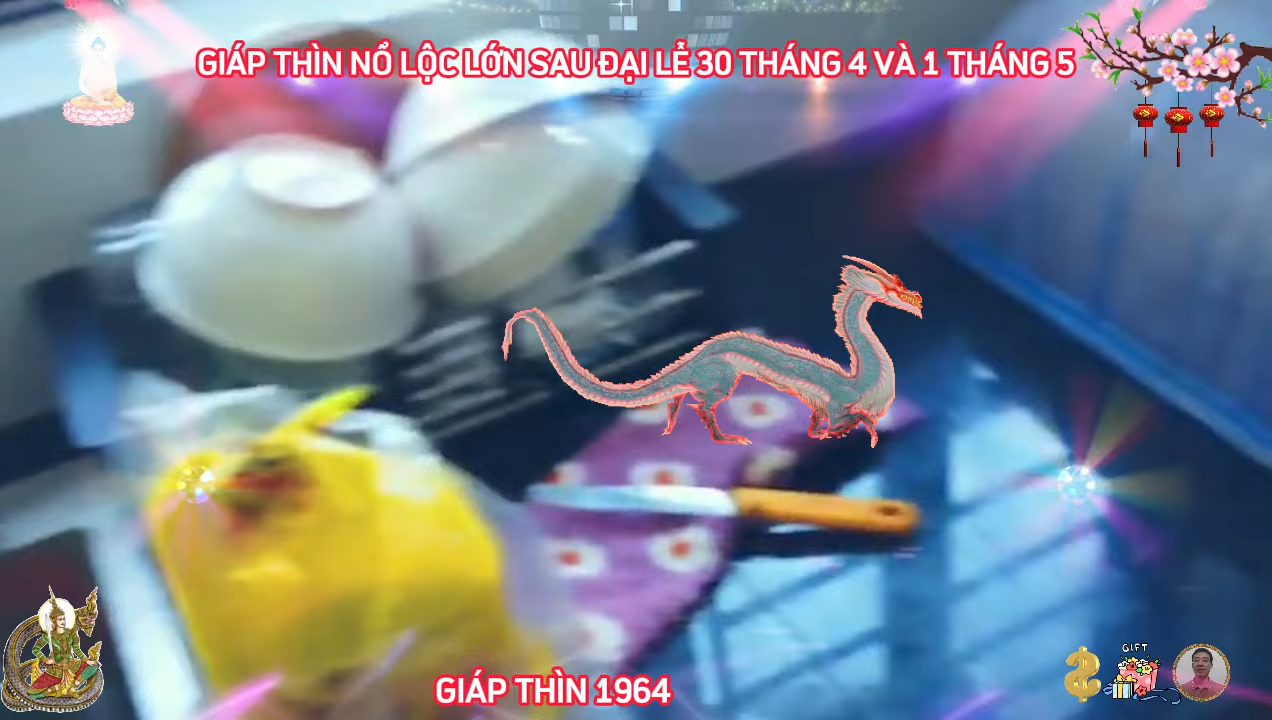 GIÁP THÌN NỔ LỘC LỚN SAU ĐẠI LỄ 30 THÁNG 4 VÀ 1 THÁNG 5
GIFT
GIÁP THÌN 1964